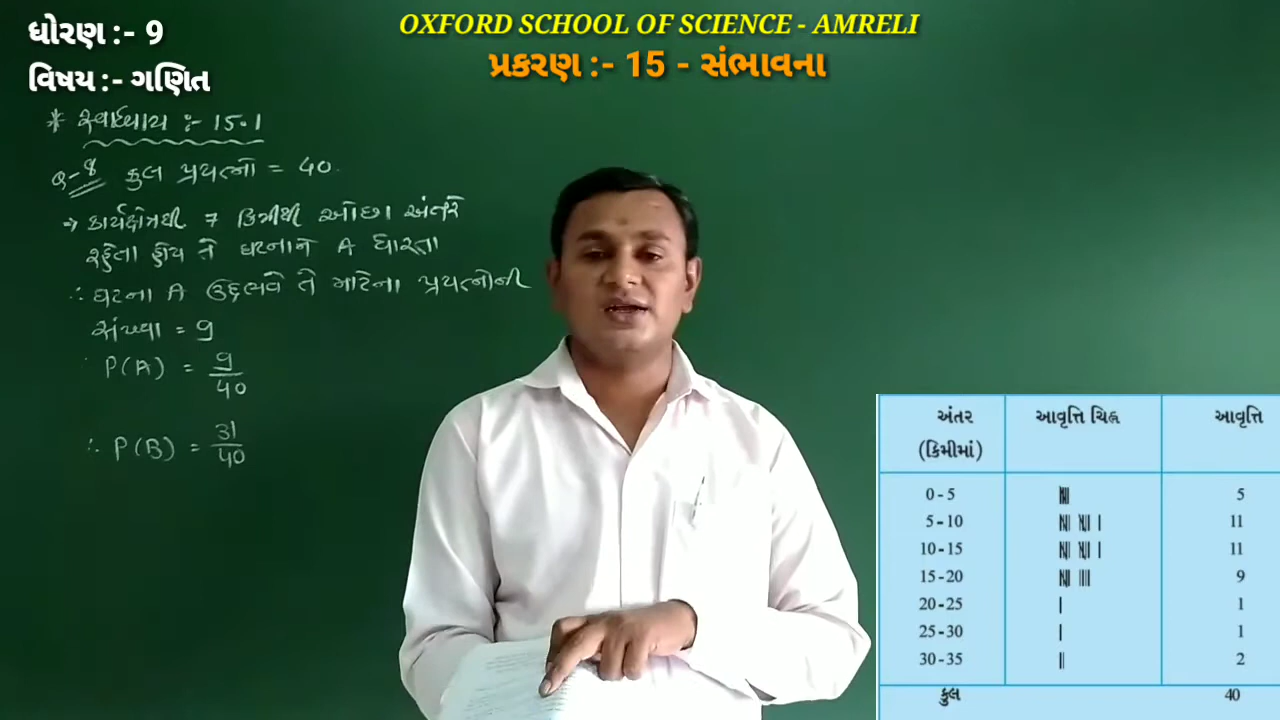 ધોરણ :- 9
વિષય :- ગણિત
OXFORD SCHOOL OF SCIENCE - AMRELI
પ્રકરણ :- 15 - સંભાવના
* સ્વાધ્યાય :- 15.1
Q-8 કુલ પ્રયત્નો = 40.
→ કાર્યક્ષેત્રથી 7 કિમીથી ઓછા અંતરે
રહેતા હોય તે ઘટનાને A ધારતા
∴ ઘટના A ઉદ્દભવે તે માટેના પ્રયત્નોની
સંખ્યા = 9
∴ P(A) = 9/40
∴ P(B) = 31/40
અંતર (કિમીમાં) આવૃત્તિ ચિહ્ન આવૃત્તિ
0 - 5 5
5 - 10 11
10 - 15 11
15 - 20 9
20 - 25 1
25 - 30 1
30 - 35 2
કુલ 40